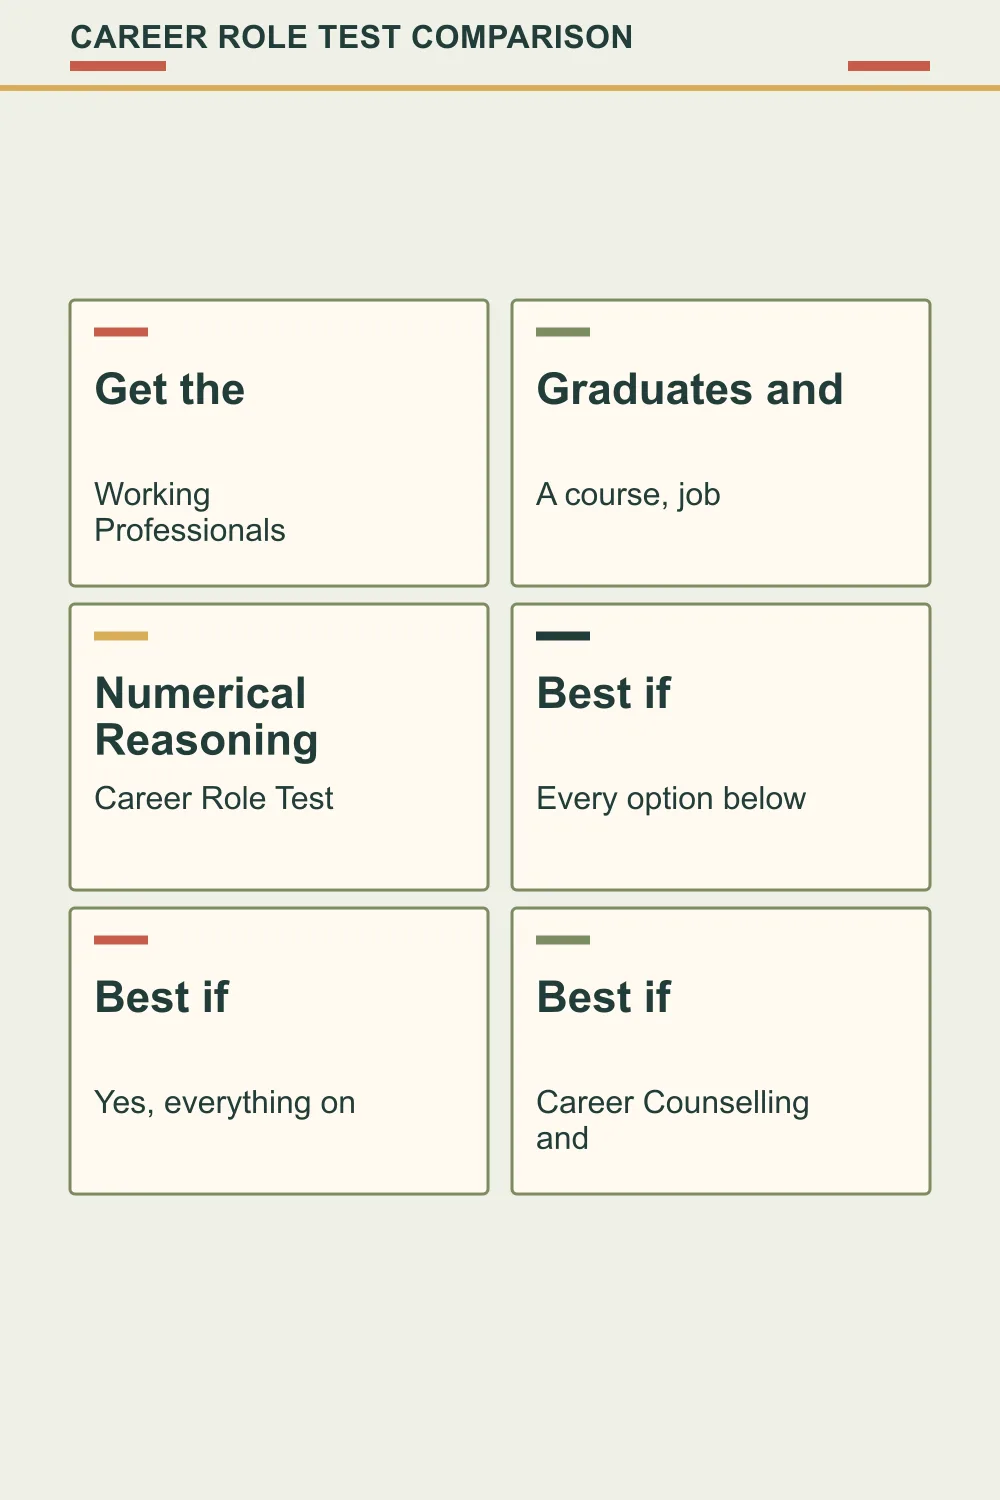 CAREER ROLE TEST COMPARISON
Get the
Working
Professionals
Graduates and
A course, job
Numerical
Reasoning
Career Role Test
Best if
Every option below
Best if
Yes, everything on
Best if
Career Counselling
and